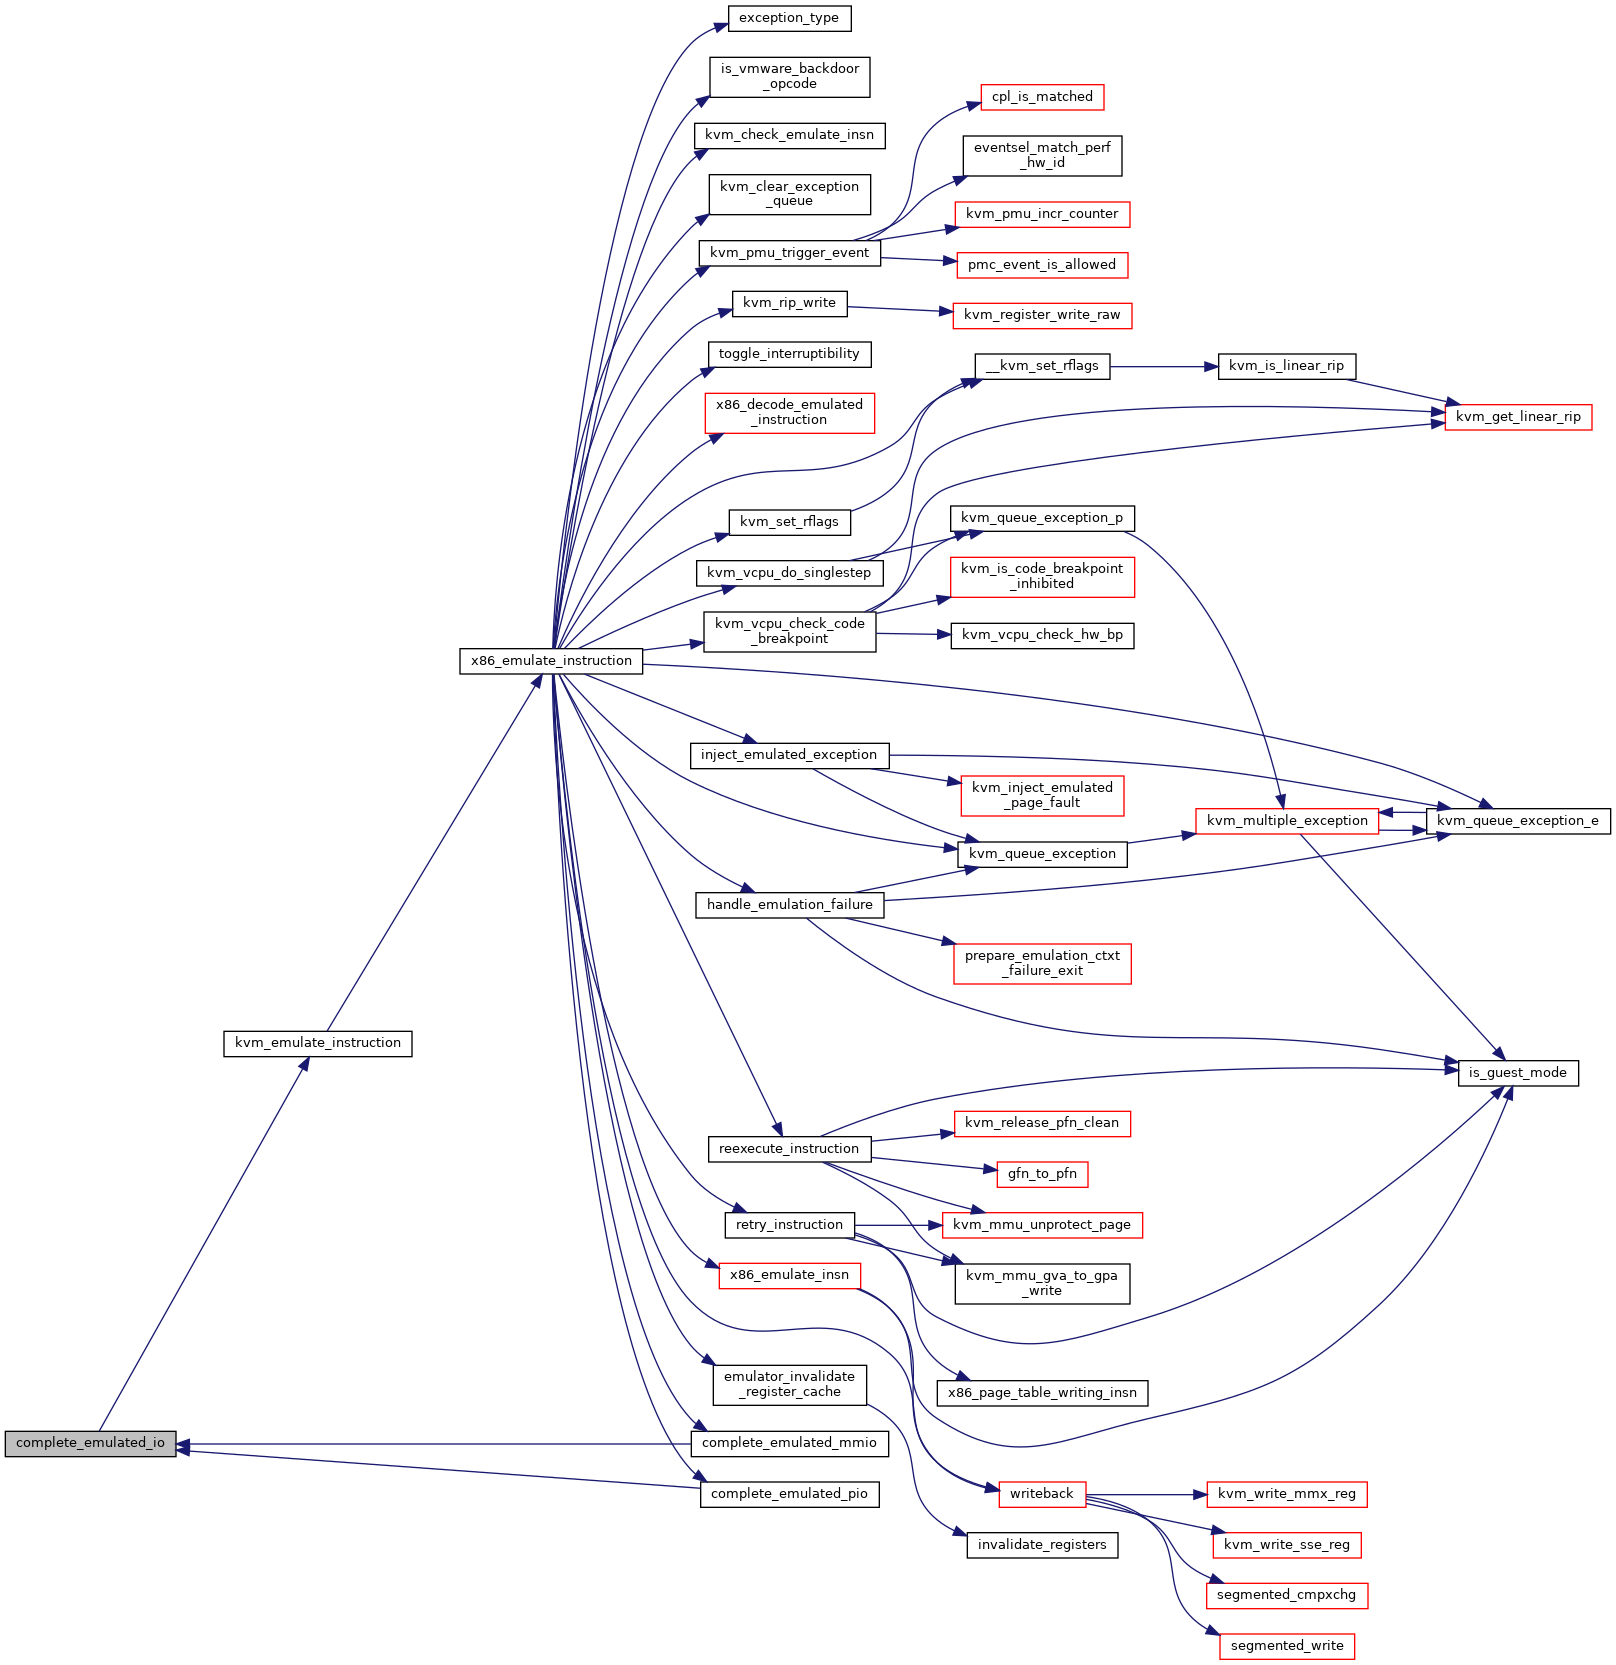 exception_type
is_vmware_backdoor
_opcode
cpl_is_matched
kvm_check_emulate_insn
eventsel_match_perf
_hw_id
kvm_clear_exception
_queue
kvm_pmu_incr_counter
kvm_pmu_trigger_event
pmc_event_is_allowed
kvm_rip_write
kvm_register_write_raw
toggle_interruptibility
__kvm_set_rflags
kvm_is_linear_rip
x86_decode_emulated
_instruction
kvm_get_linear_rip
kvm_set_rflags
kvm_queue_exception_p
kvm_vcpu_do_singlestep
kvm_is_code_breakpoint
_inhibited
kvm_vcpu_check_code
_breakpoint
kvm_vcpu_check_hw_bp
x86_emulate_instruction
inject_emulated_exception
kvm_inject_emulated
_page_fault
kvm_multiple_exception
kvm_queue_exception_e
kvm_queue_exception
handle_emulation_failure
prepare_emulation_ctxt
_failure_exit
kvm_emulate_instruction
is_guest_mode
kvm_release_pfn_clean
reexecute_instruction
gfn_to_pfn
retry_instruction
kvm_mmu_unprotect_page
x86_emulate_insn
kvm_mmu_gva_to_gpa
_write
emulator_invalidate
_register_cache
x86_page_table_writing_insn
complete_emulated_io
complete_emulated_mmio
complete_emulated_pio
writeback
kvm_write_mmx_reg
invalidate_registers
kvm_write_sse_reg
segmented_cmpxchg
segmented_write